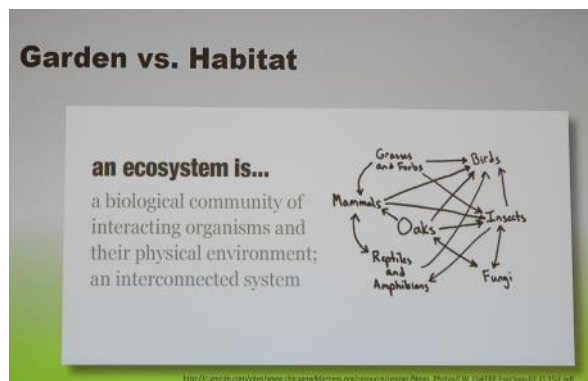 Garden vs. Habitat
an ecosystem is...
a biological community of
interacting organisms and
their physical environment;
an interconnected system
Grasses
and Forbs
Birds
Mammals
Oaks
Insects
Reptiles
and
Amphibians
Fungi